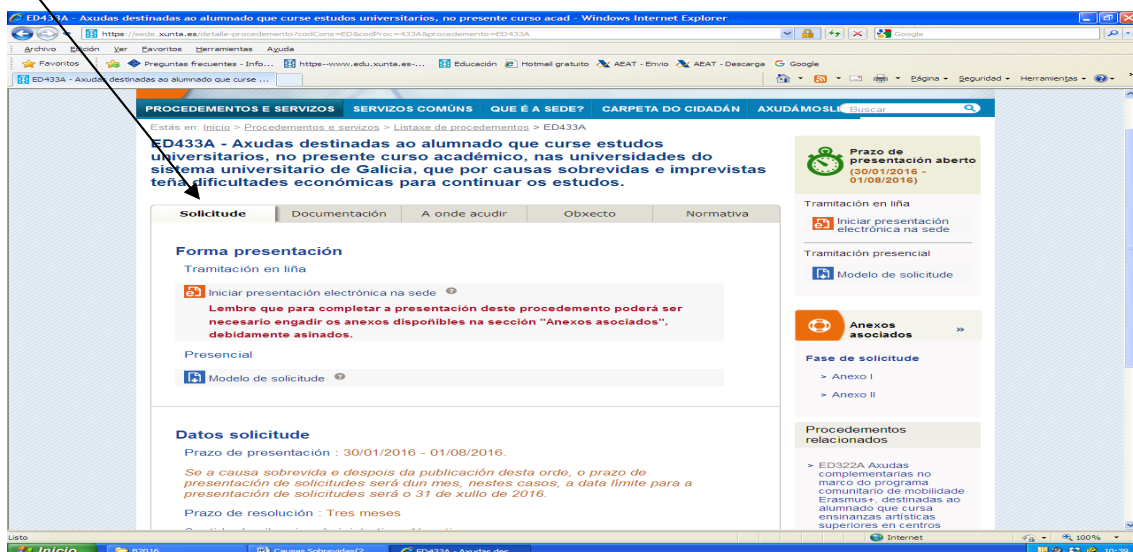 ED433A - Axudas destinadas ao alumnado que curse estudos universitarios, no presente curso acad - Windows Internet Explorer
https://sede.xunta.es/detalle-procedemento?codCons=ED&codProc=433A&procedemento=ED433A
Google
Archivo Edición Ver Favoritos Herramientas Ayuda
Favoritos Preguntas frecuentes - Info... https--www.edu.xunta.es-... Educación Hotmail gratuito AEAT - Envio AEAT - Descarga Google
ED433A - Axudas destinadas ao alumnado que curse ...
Página Seguridad Herramientas
PROCEDEMENTOS E SERVIZOS SERVIZOS COMÚNS QUE É A SEDE? CARPETA DO CIDADÁN AXUDÁMOSL Buscar
Estás en: Inicio > Procedementos e servizos > Listaxe de procedementos > ED433A
ED433A - Axudas destinadas ao alumnado que curse estudos
universitarios, no presente curso académico, nas universidades do
sistema universitario de Galicia, que por causas sobrevidas e imprevistas
teña dificultades económicas para continuar os estudos.
Solicitude Documentación A onde acudir Obxecto Normativa
Forma presentación
Tramitación en liña
Iniciar presentación electrónica na sede
Lembre que para completar a presentación deste procedemento poderá ser
necesario engadir os anexos dispoñibles na sección "Anexos asociados",
debidamente asinados.
Presencial
Modelo de solicitude
Datos solicitude
Prazo de presentación : 30/01/2016 - 01/08/2016.
Se a causa sobrevida e despois da publicación desta orde, o prazo de
presentación de solicitudes será dun mes, nestes casos, a data límite para a
presentación de solicitudes será o 31 de xullo de 2016.
Prazo de resolución : Tres meses
Prazo de
presentación aberto
(30/01/2016 -
01/08/2016)
Tramitación en liña
Iniciar presentación
electrónica na sede
Tramitación presencial
Modelo de solicitude
Anexos
asociados »
Fase de solicitude
> Anexo I
> Anexo II
Procedementos
relacionados
> ED322A Axudas
complementarias no
marco do programa
comunitario de mobilidade
Erasmus+, destinadas ao
alumnado que cursa
ensinanzas artísticas
superiores en centros
Listo
Internet
100%
Inicio
B2016
Causas Sobrevides(2...
ED433A - Axudas des...
10:39